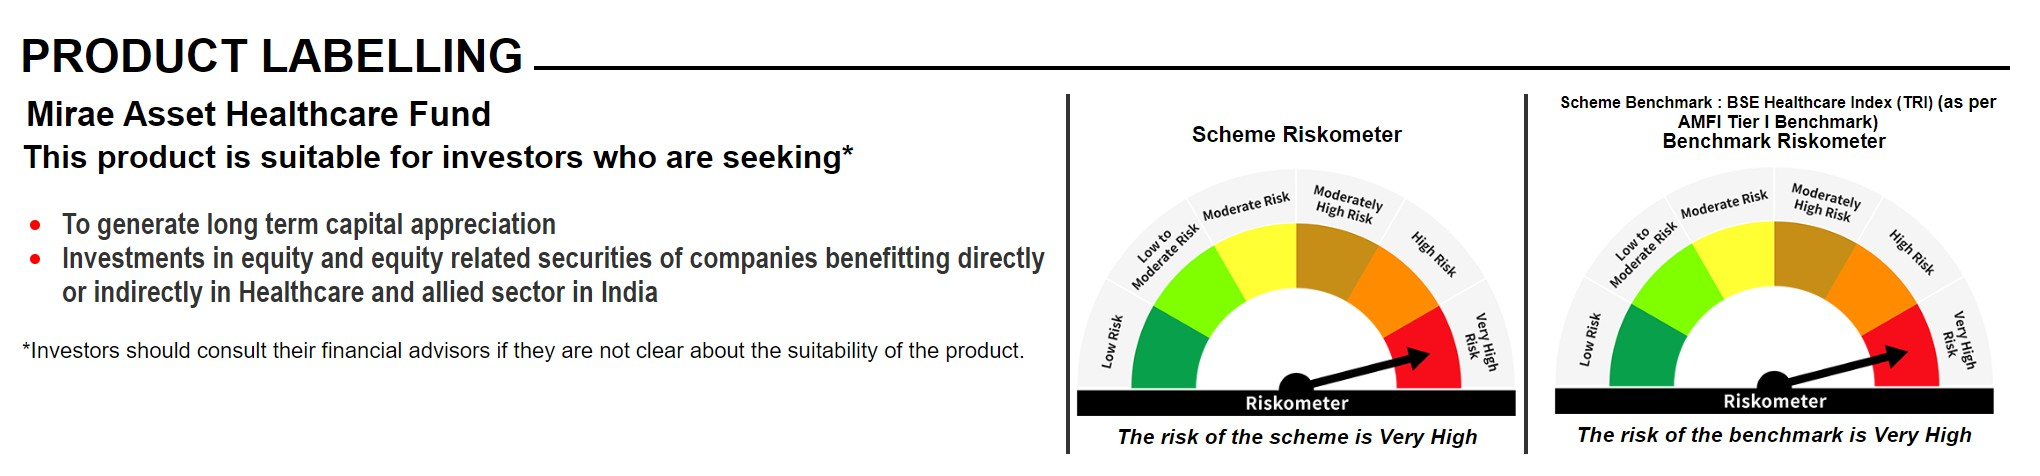 PRODUCT LABELLING
Mirae Asset Healthcare Fund
This product is suitable for investors who are seeking*
To generate long term capital appreciation
Investments in equity and equity related securities of companies benefitting directly
or indirectly in Healthcare and allied sector in India
*Investors should consult their financial advisors if they are not clear about the suitability of the product.
Scheme Riskometer
Low Risk
Low to
Moderate Risk
Moderate Risk
Moderately
High Risk
High Risk
Very High
Risk
Riskometer
The risk of the scheme is Very High
Scheme Benchmark : BSE Healthcare Index (TRI) (as per
AMFI Tier I Benchmark)
Benchmark Riskometer
Low Risk
Low to
Moderate Risk
Moderate Risk
Moderately
High Risk
High Risk
Very High
Risk
Riskometer
The risk of the benchmark is Very High